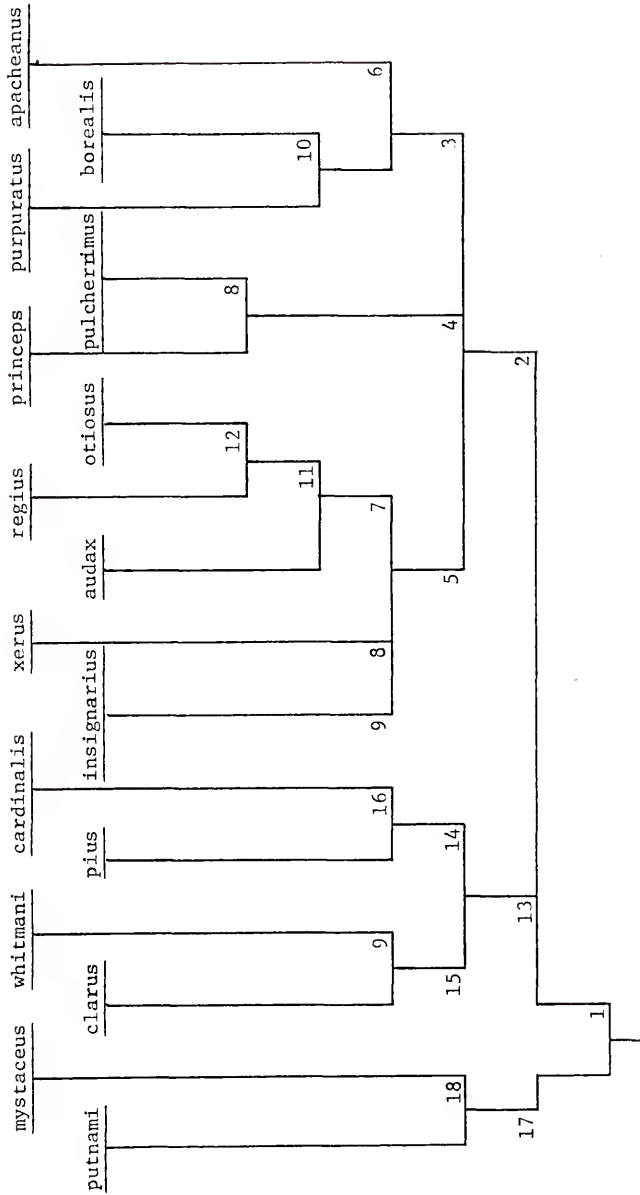 mystaceus
whitmani
cardinalis
xerus
regius
princeps
purpuratus
apacheanus
putnami
clarus
pius
insignarius
audax
otiosus
pulcherrimus
borealis
12
8
11
10
9
16
9
8
7
6
18
15
14
5
4
3
17
13
2
1